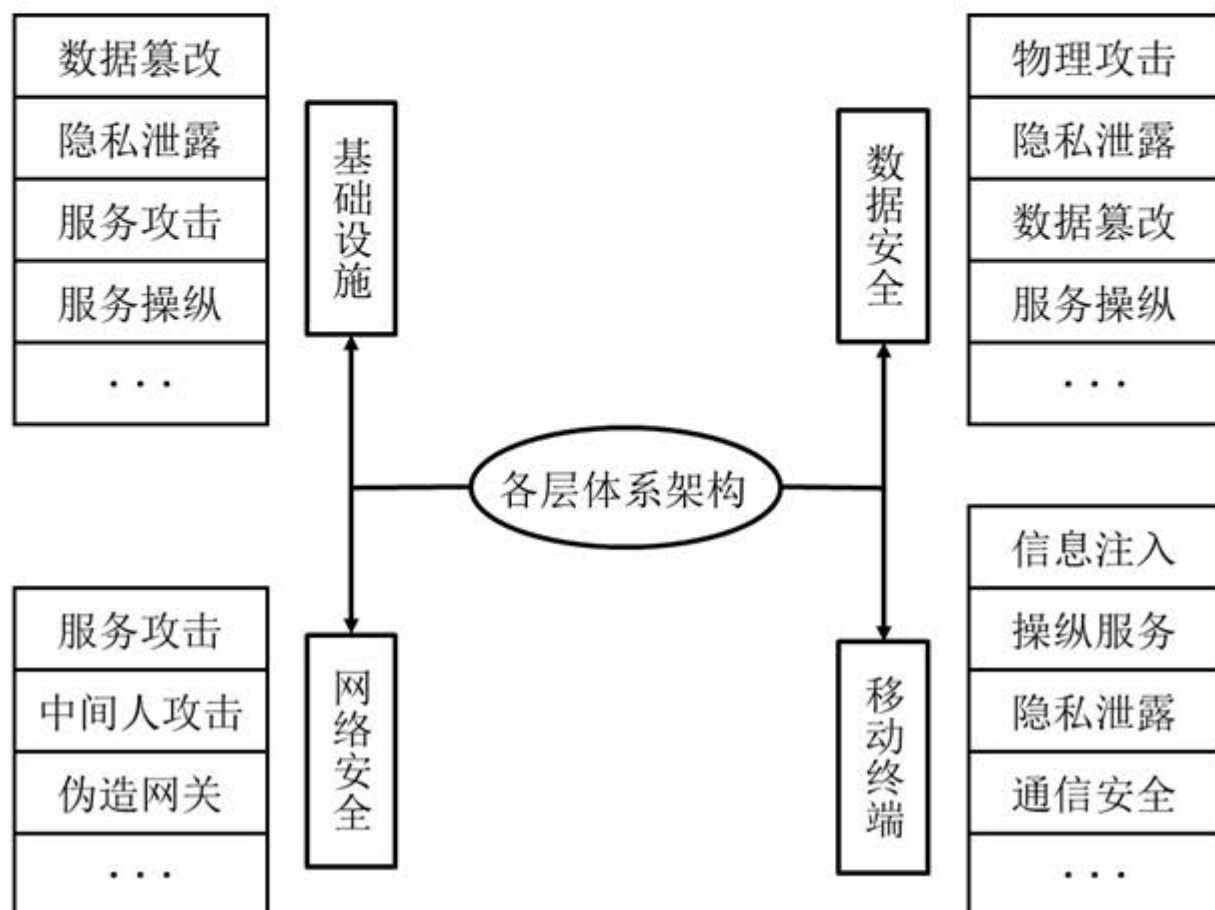 数据篡改
隐私泄露
服务攻击
服务操纵
···
基础设施
数据安全
物理攻击
隐私泄露
数据篡改
服务操纵
···
各层体系架构
服务攻击
中间人攻击
伪造网关
···
网络安全
移动终端
信息注入
操纵服务
隐私泄露
通信安全
···